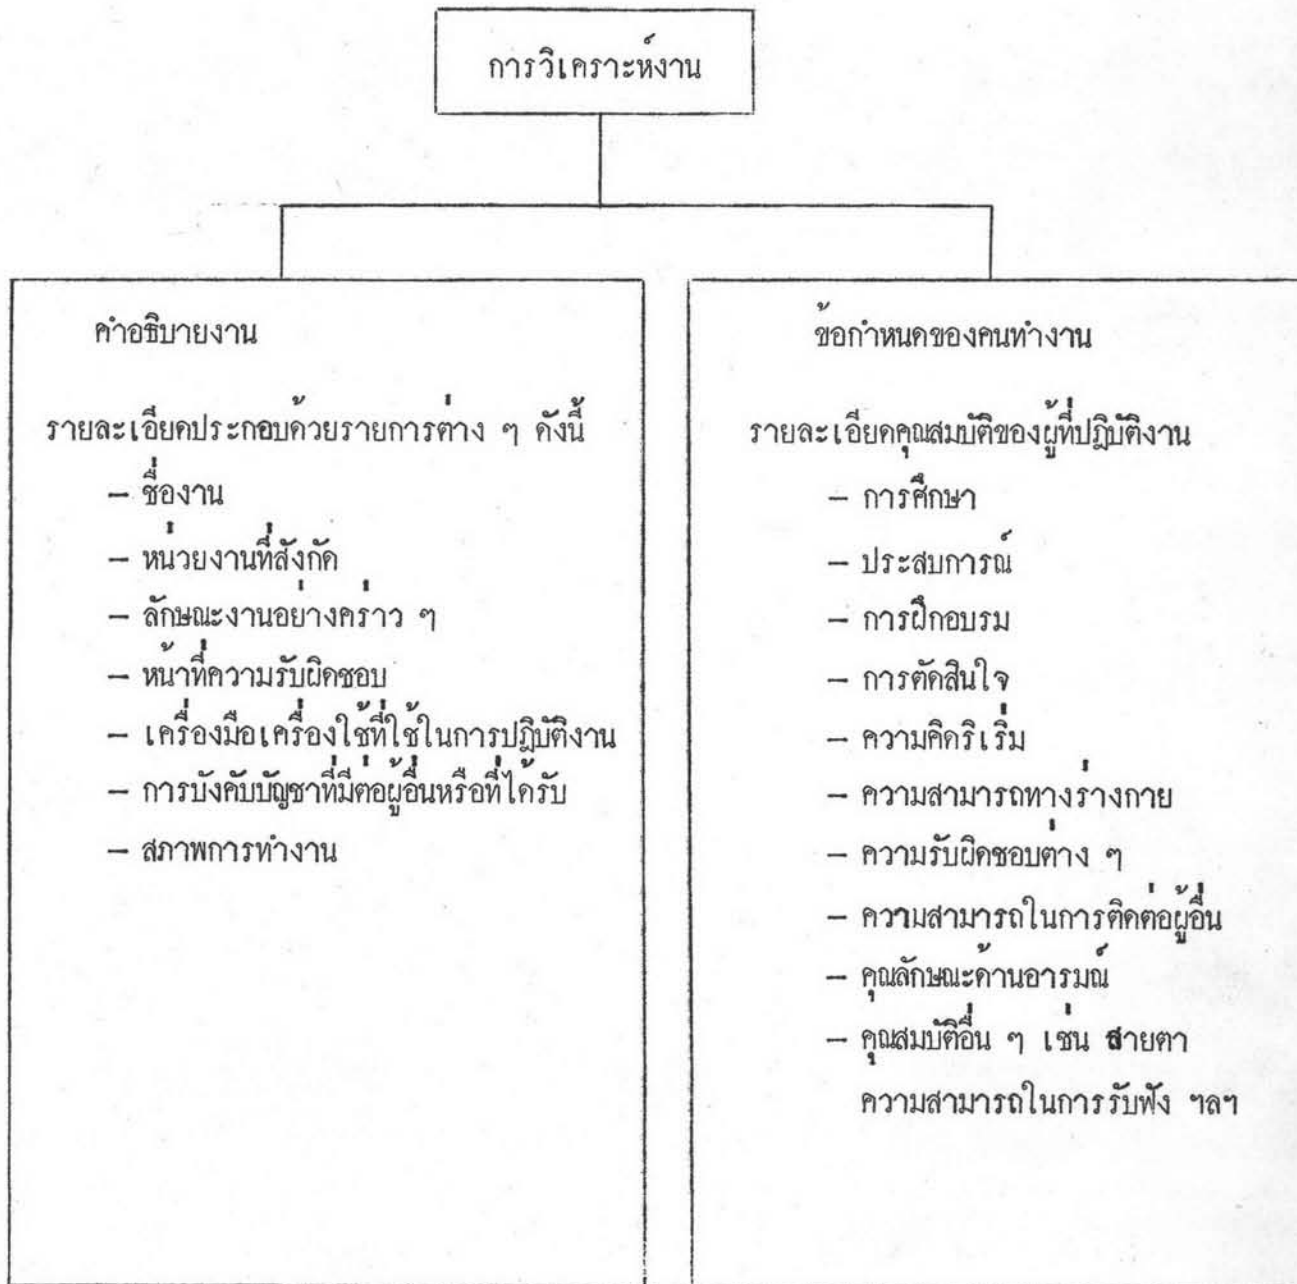 การวิเคราะห์งาน
คำอธิบายงาน
รายละเอียดประกอบด้วยรายการต่าง ๆ ดังนี้
– ชื่องาน
– หน่วยงานที่สังกัด
– ลักษณะงานอย่างคร่าว ๆ
– หน้าที่ความรับผิดชอบ
– เครื่องมือเครื่องใช้ที่ใช้ในการปฏิบัติงาน
– การบังคับบัญชาที่มีต่อผู้อื่นหรือที่ได้รับ
– สภาพการทำงาน
ข้อกำหนดของคนทำงาน
รายละเอียดคุณสมบัติของผู้ที่ปฏิบัติงาน
– การศึกษา
– ประสบการณ์
– การฝึกอบรม
– การตัดสินใจ
– ความคิดริเริ่ม
– ความสามารถทางร่างกาย
– ความรับผิดชอบต่าง ๆ
– ความสามารถในการติดต่อผู้อื่น
– คุณลักษณะด้านอารมณ์
– คุณสมบัติอื่น ๆ เช่น สายตา
ความสามารถในการรับฟัง ฯลฯ